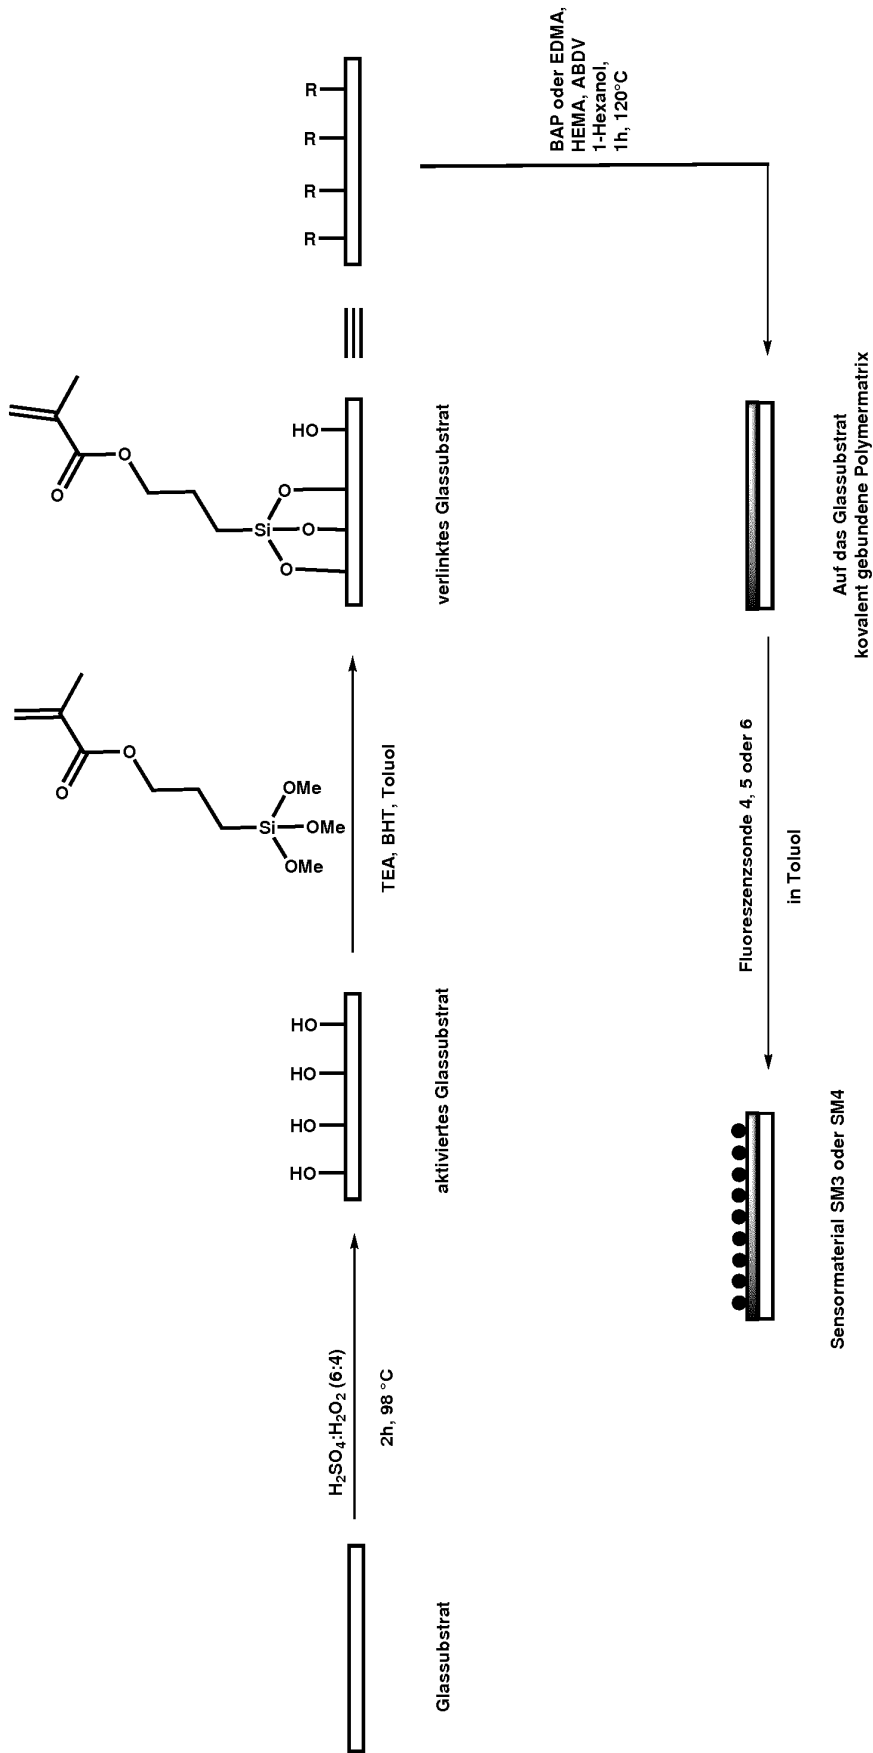 Glassubstrat
H₂SO₄:H₂O₂ (6:4)
2h, 98 °C
HO
HO
HO
HO
aktiviertes Glassubstrat
O
O
Si
OMe
OMe
OMe
TEA, BHT, Toluol
O
O
Si
O
O
O
HO
verlinktes Glassubstrat
R
R
R
R
BAP oder EDMA,
HEMA, ABDV
1-Hexanol,
1h, 120°C
Auf das Glassubstrat
kovalent gebundene Polymermatrix
Fluoreszenzsonde 4, 5 oder 6
in Toluol
Sensormaterial SM3 oder SM4